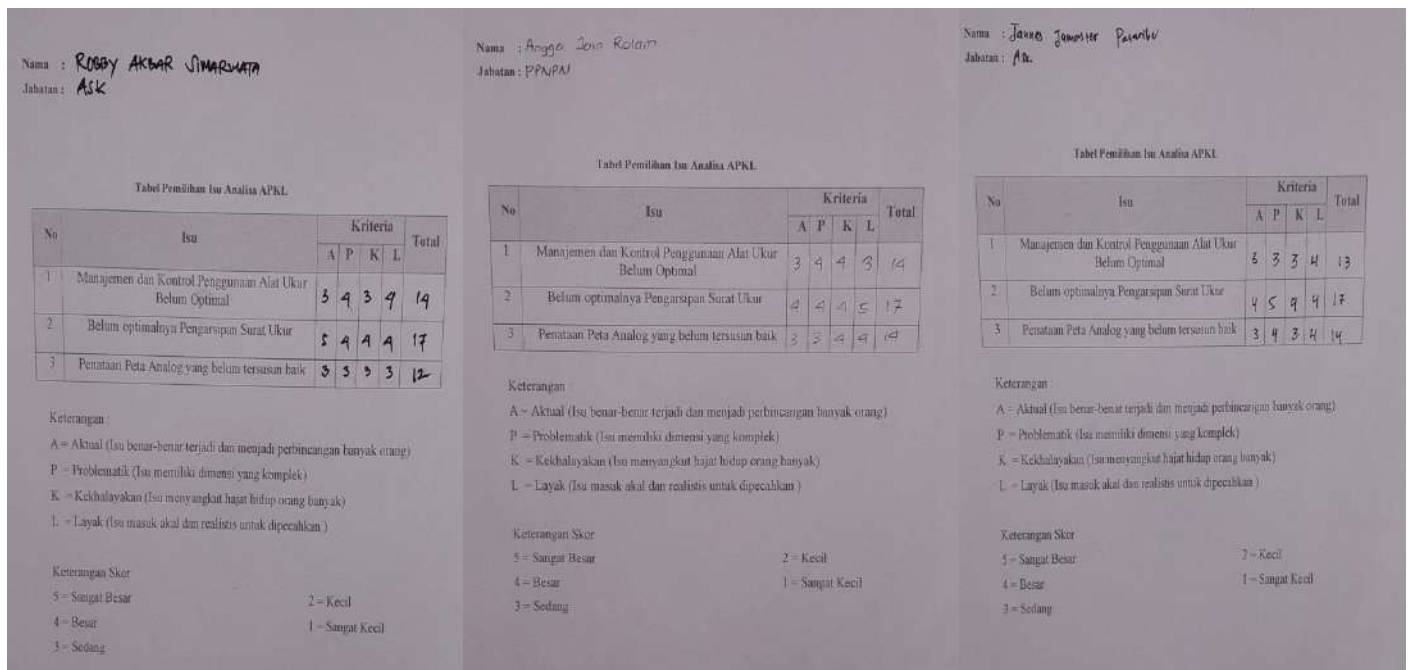 Nama : ROBBY AKBAR SIMARMATA
Jabatan : ASK
Tabel Pemilihan Isu Analisa APKL
No Isu Kriteria Total
A P K L
1 Manajemen dan Kontrol Penggunaan Alat Ukur Belum Optimal 3 4 3 4 14
2 Belum optimalnya Pengarsipan Surat Ukur 5 4 4 4 17
3 Penataan Peta Analog yang belum tersusun baik 3 3 3 3 12
Keterangan :
A = Aktual (Isu benar-benar terjadi dan menjadi perbincangan banyak orang)
P = Problematik (Isu memiliki dimensi yang komplek)
K = Kekhalayakan (Isu menyangkut hajat hidup orang banyak)
L = Layak (Isu masuk akal dan realistis untuk dipecahkan )
Keterangan Skor
5 = Sangat Besar 2 = Kecil
4 = Besar 1 = Sangat Kecil
3 = Sedang
Nama : Anggo Join Rolain
Jabatan : PPNPN
Tabel Pemilihan Isu Analisa APKL
No Isu Kriteria Total
A P K L
1 Manajemen dan Kontrol Penggunaan Alat Ukur Belum Optimal 3 4 4 3 14
2 Belum optimalnya Pengarsipan Surat Ukur 4 4 4 5 17
3 Penataan Peta Analog yang belum tersusun baik 3 3 4 4 14
Keterangan :
A = Aktual (Isu benar-benar terjadi dan menjadi perbincangan banyak orang)
P = Problematik (Isu memiliki dimensi yang komplek)
K = Kekhalayakan (Isu menyangkut hajat hidup orang banyak)
L = Layak (Isu masuk akal dan realistis untuk dipecahkan )
Keterangan Skor
5 = Sangat Besar 2 = Kecil
4 = Besar 1 = Sangat Kecil
3 = Sedang
Nama : Jannes Jamester Pasaribu
Jabatan :
Tabel Pemilihan Isu Analisa APKL
No Isu Kriteria Total
A P K L
1 Manajemen dan Kontrol Penggunaan Alat Ukur Belum Optimal 3 3 3 4 13
2 Belum optimalnya Pengarsipan Surat Ukur 4 5 4 4 17
3 Penataan Peta Analog yang belum tersusun baik 3 4 3 4 14
Keterangan :
A = Aktual (Isu benar-benar terjadi dan menjadi perbincangan banyak orang)
P = Problematik (Isu memiliki dimensi yang komplek)
K = Kekhalayakan (Isu menyangkut hajat hidup orang banyak)
L = Layak (Isu masuk akal dan realistis untuk dipecahkan )
Keterangan Skor
5 = Sangat Besar 2 = Kecil
4 = Besar 1 = Sangat Kecil
3 = Sedang